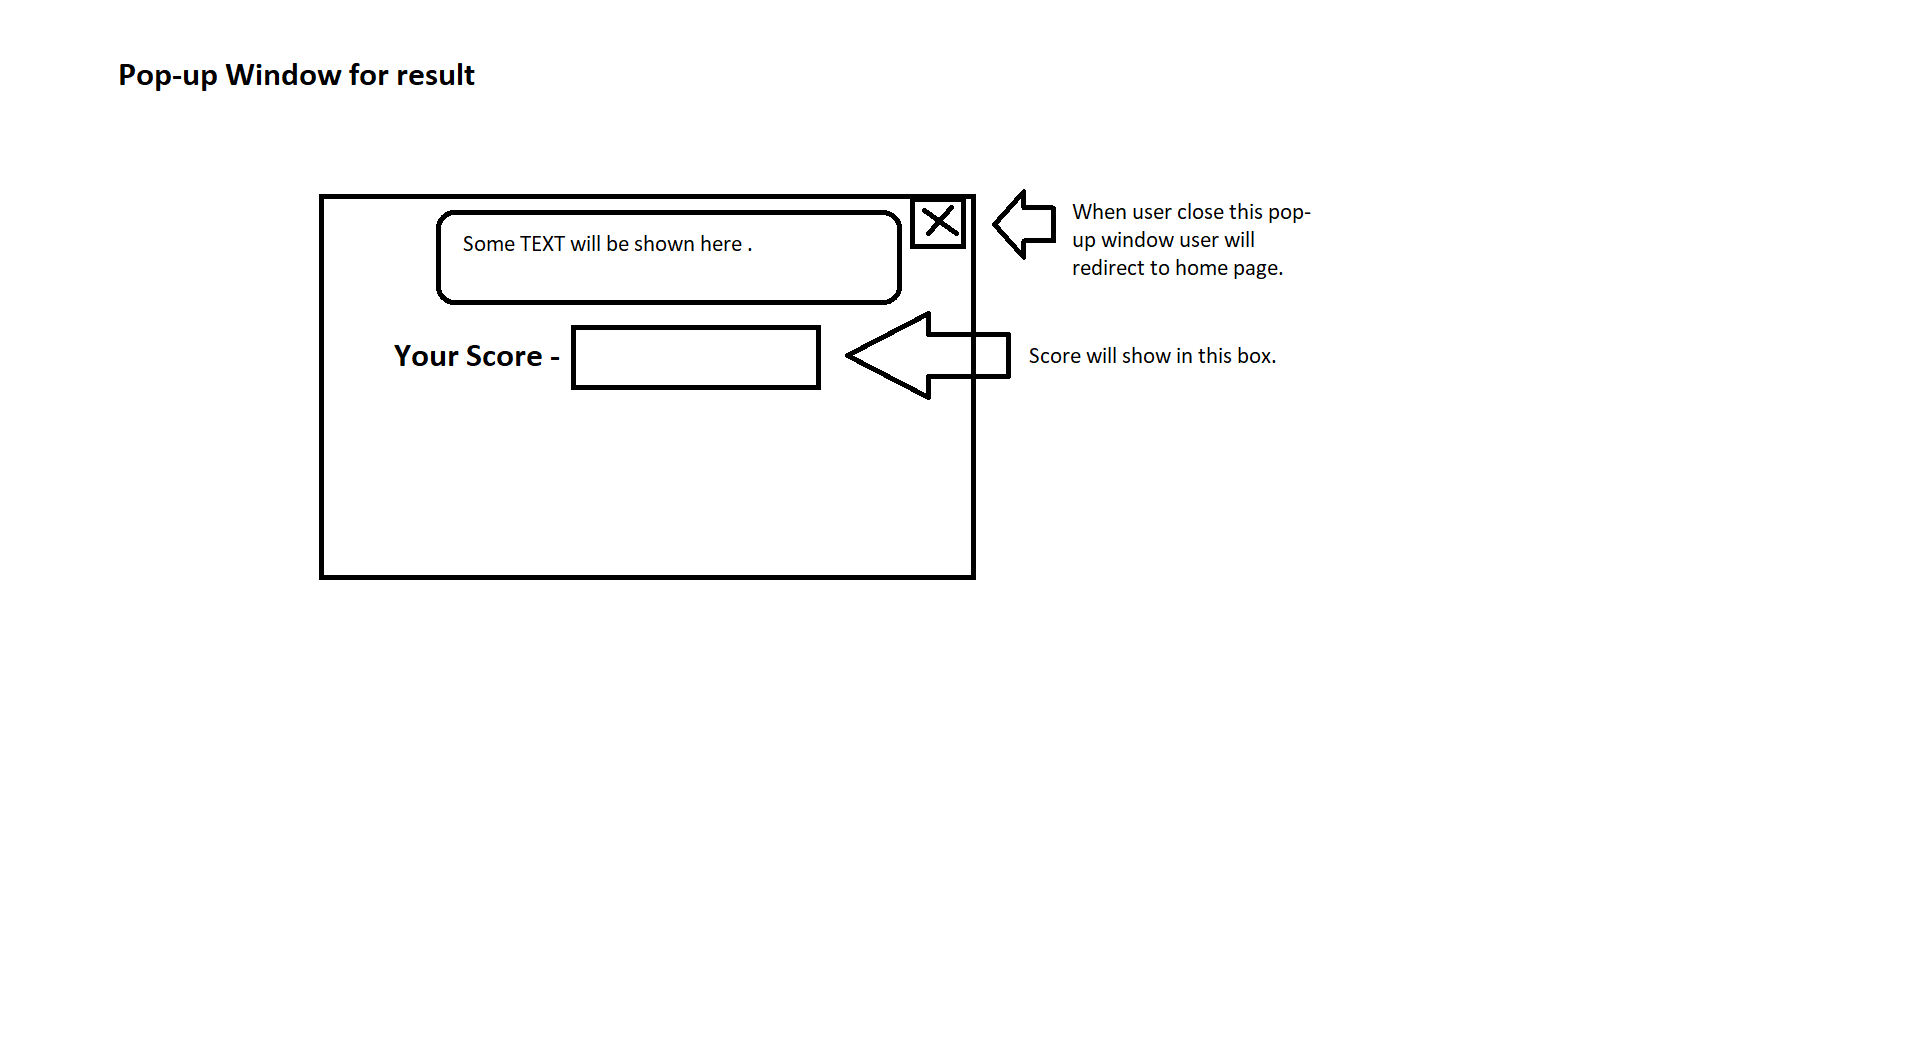 Pop-up Window for result
Some TEXT will be shown here .
When user close this pop-
up window user will
redirect to home page.
Your Score -
Score will show in this box.